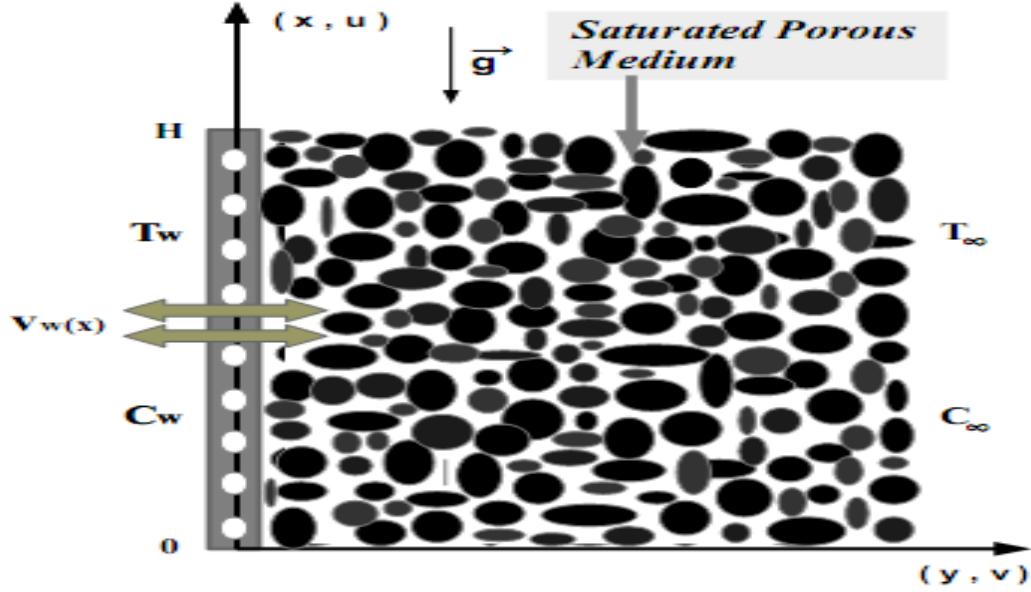 ( x , u )
g
Saturated Porous
Medium
H
Tw
T∞
vw(x)
Cw
C∞
0
( y , v )